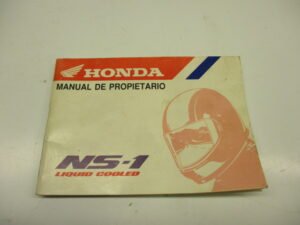 HONDA
MANUAL DE PROPIETARIO
NS-1
LIQUID COOLED